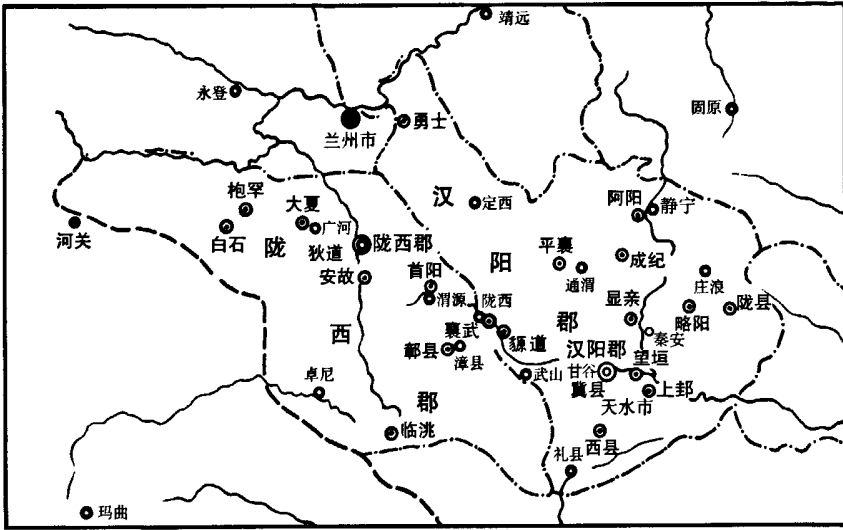 靖远
永登
兰州市
勇士
固原
枹罕
大夏
广河
白石
河关
陇
西
郡
狄道
陇西郡
安故
汉
阳
郡
定西
阿阳
静宁
平襄
通渭
成纪
首阳
渭源
陇西
襄武
鄣县
漳县
豲道
武山
显亲
秦安
庄浪
略阳
陇县
汉阳郡
望垣
甘谷
冀县
上邽
天水市
卓尼
临洮
西县
礼县
玛曲